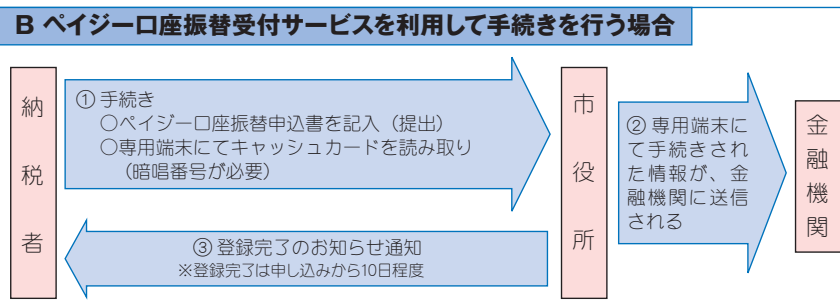 B ペイジー口座振替受付サービスを利用して手続きを行う場合
納税者
① 手続き
○ペイジー口座振替申込書を記入（提出）
○専用端末にてキャッシュカードを読み取り
（暗唱番号が必要）
市役所
② 専用端末に
て手続きされ
た情報が、金
融機関に送信
される
金融機関
③ 登録完了のお知らせ通知
※登録完了は申し込みから10日程度